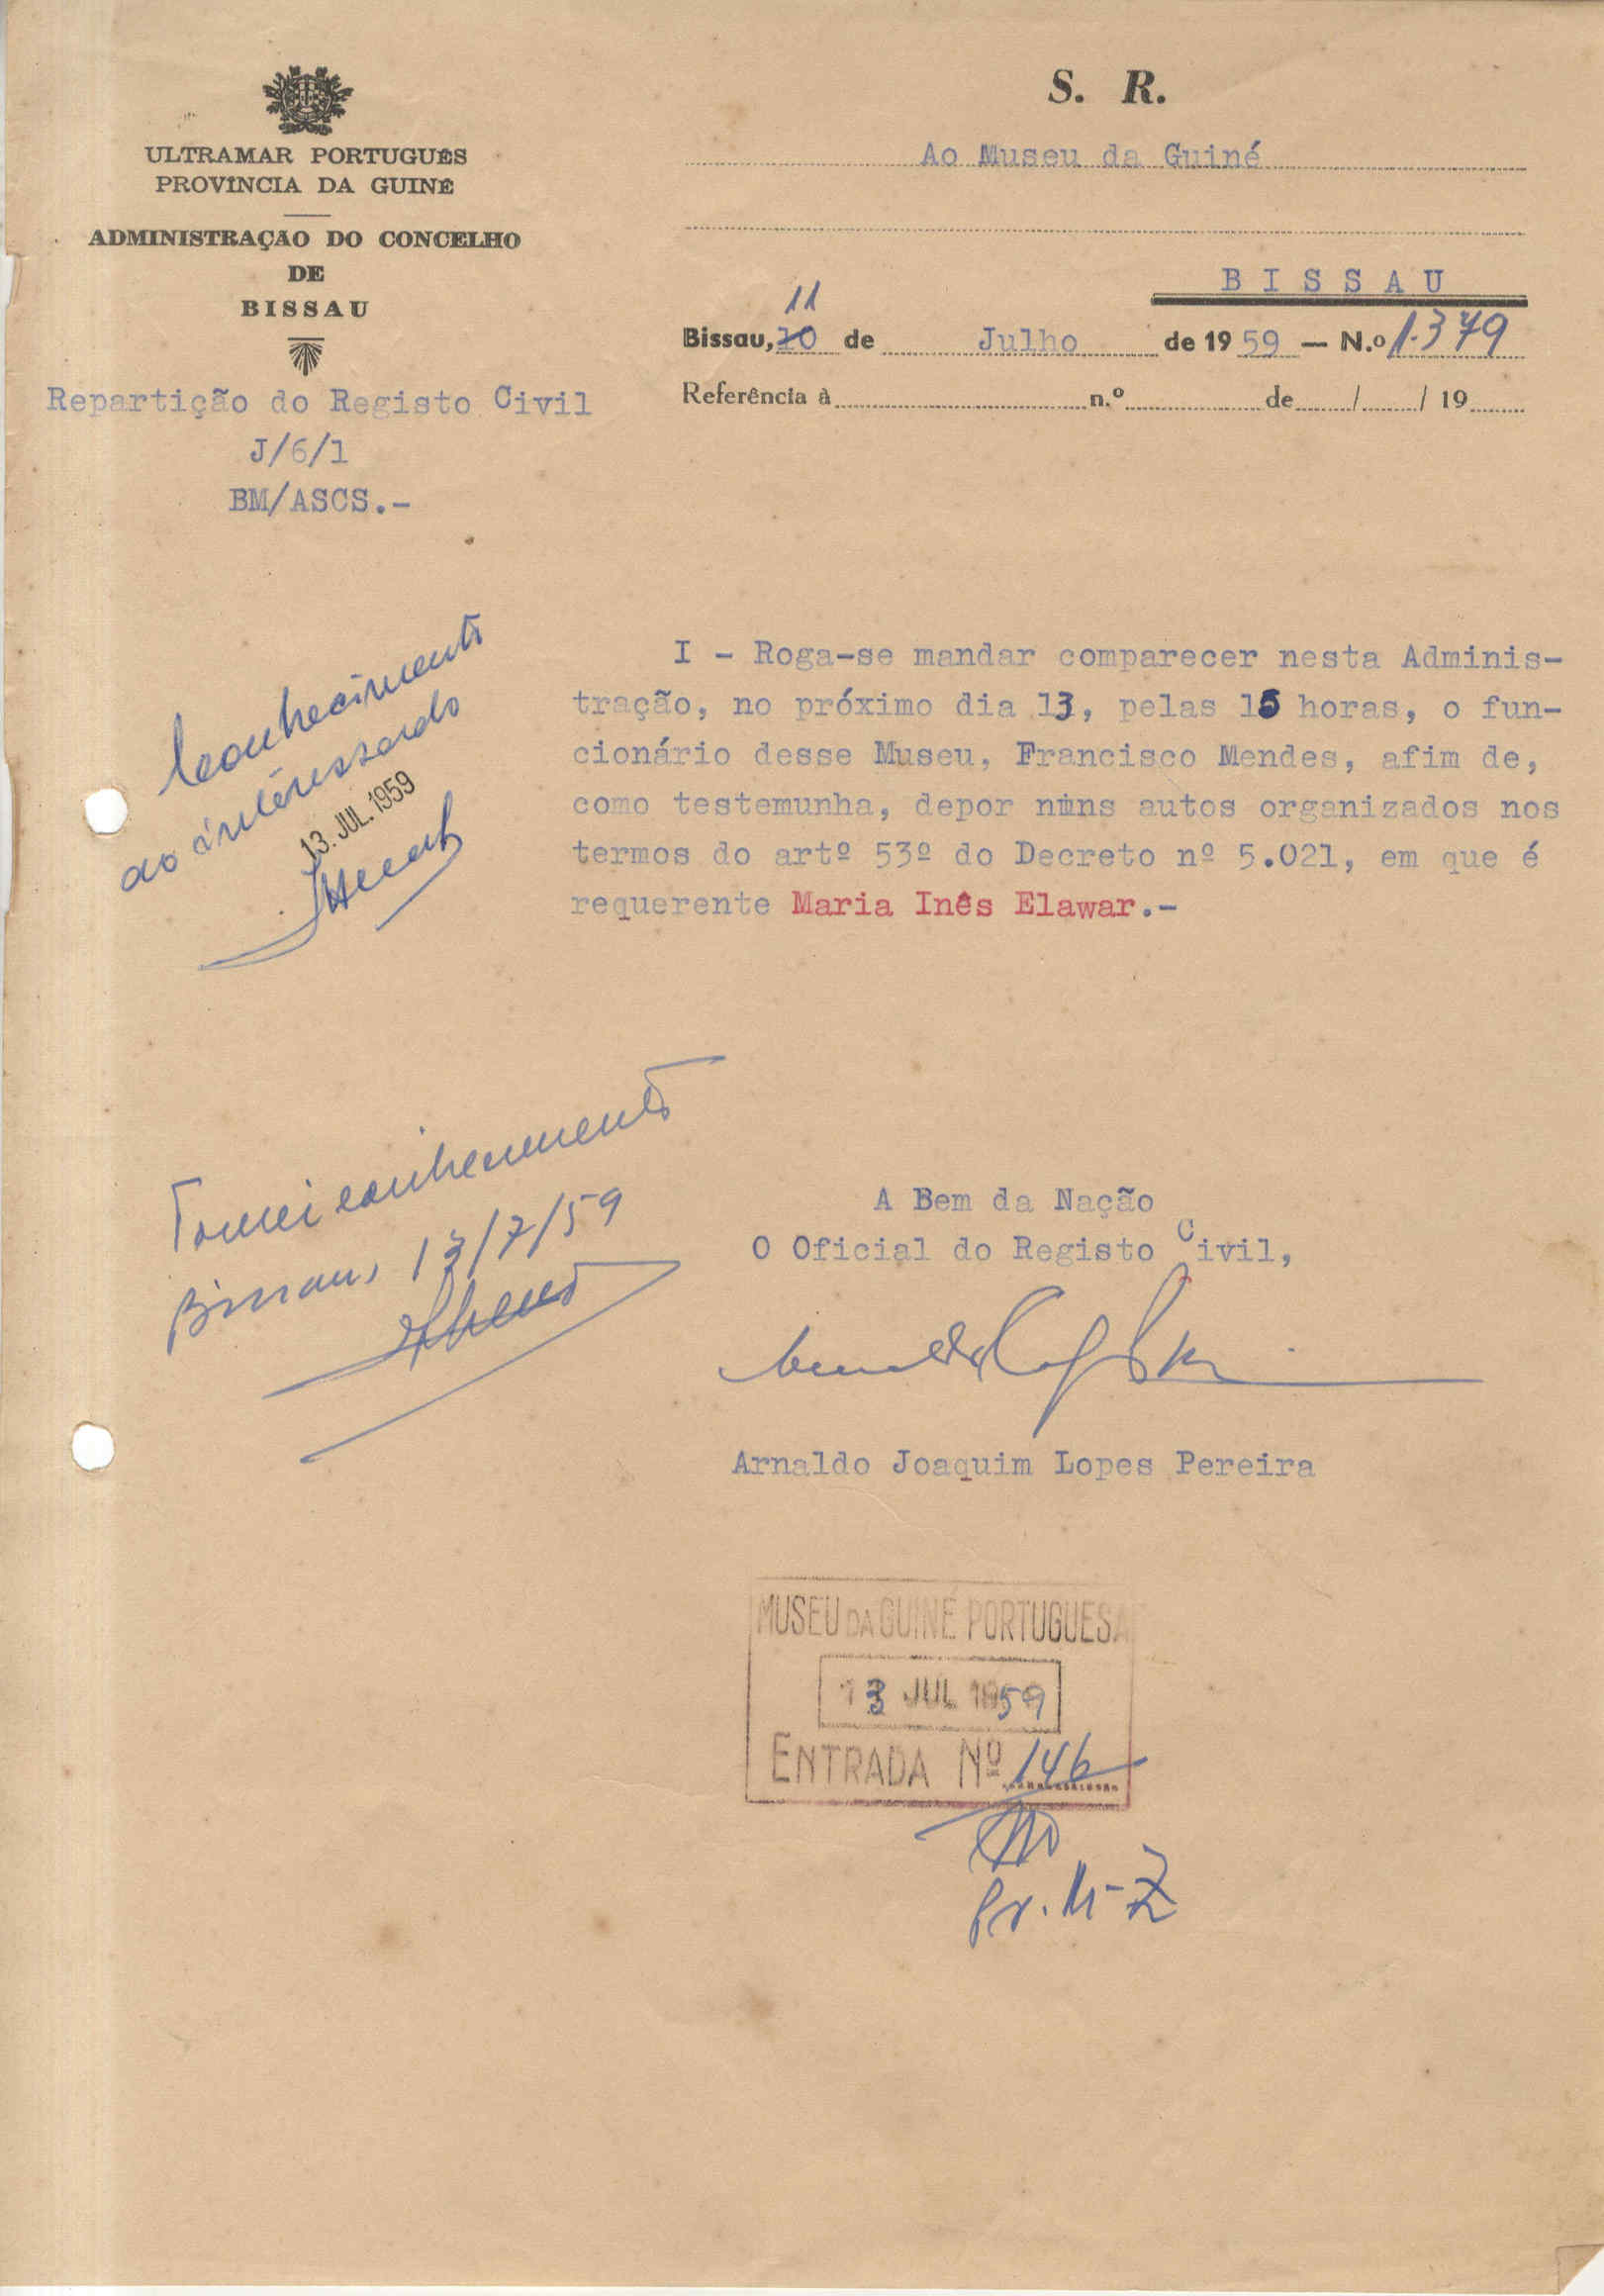 ULTRAMAR PORTUGUÊS
PROVÍNCIA DA GUINÉ
ADMINISTRAÇÃO DO CONCELHO
DE
BISSAU
Repartição do Registo Civil
J/6/1
BM/ASCS.-
S. R.
Ao Museu da Guiné
BISSAU
11
Bissau, 10 de Julho de 1959 — N.º 1.379
Referência à n.º de / / 19
I - Roga-se mandar comparecer nesta Adminis-
tração, no próximo dia 13, pelas 15 horas, o fun-
cionário desse Museu, Francisco Mendes, afim de,
como testemunha, depor nuns autos organizados nos
termos do artº 53º do Decreto nº 5.021, em que é
requerente Maria Inês Elawar.-
Conhecimento
ao interessado
13. JUL. 1959
Tomei conhecimento
Bissau, 13/7/59
A Bem da Nação
O Oficial do Registo Civil,
Arnaldo Joaquim Lopes Pereira
MUSEU DA GUINÉ PORTUGUESA
13 JUL 1959
ENTRADA Nº 146